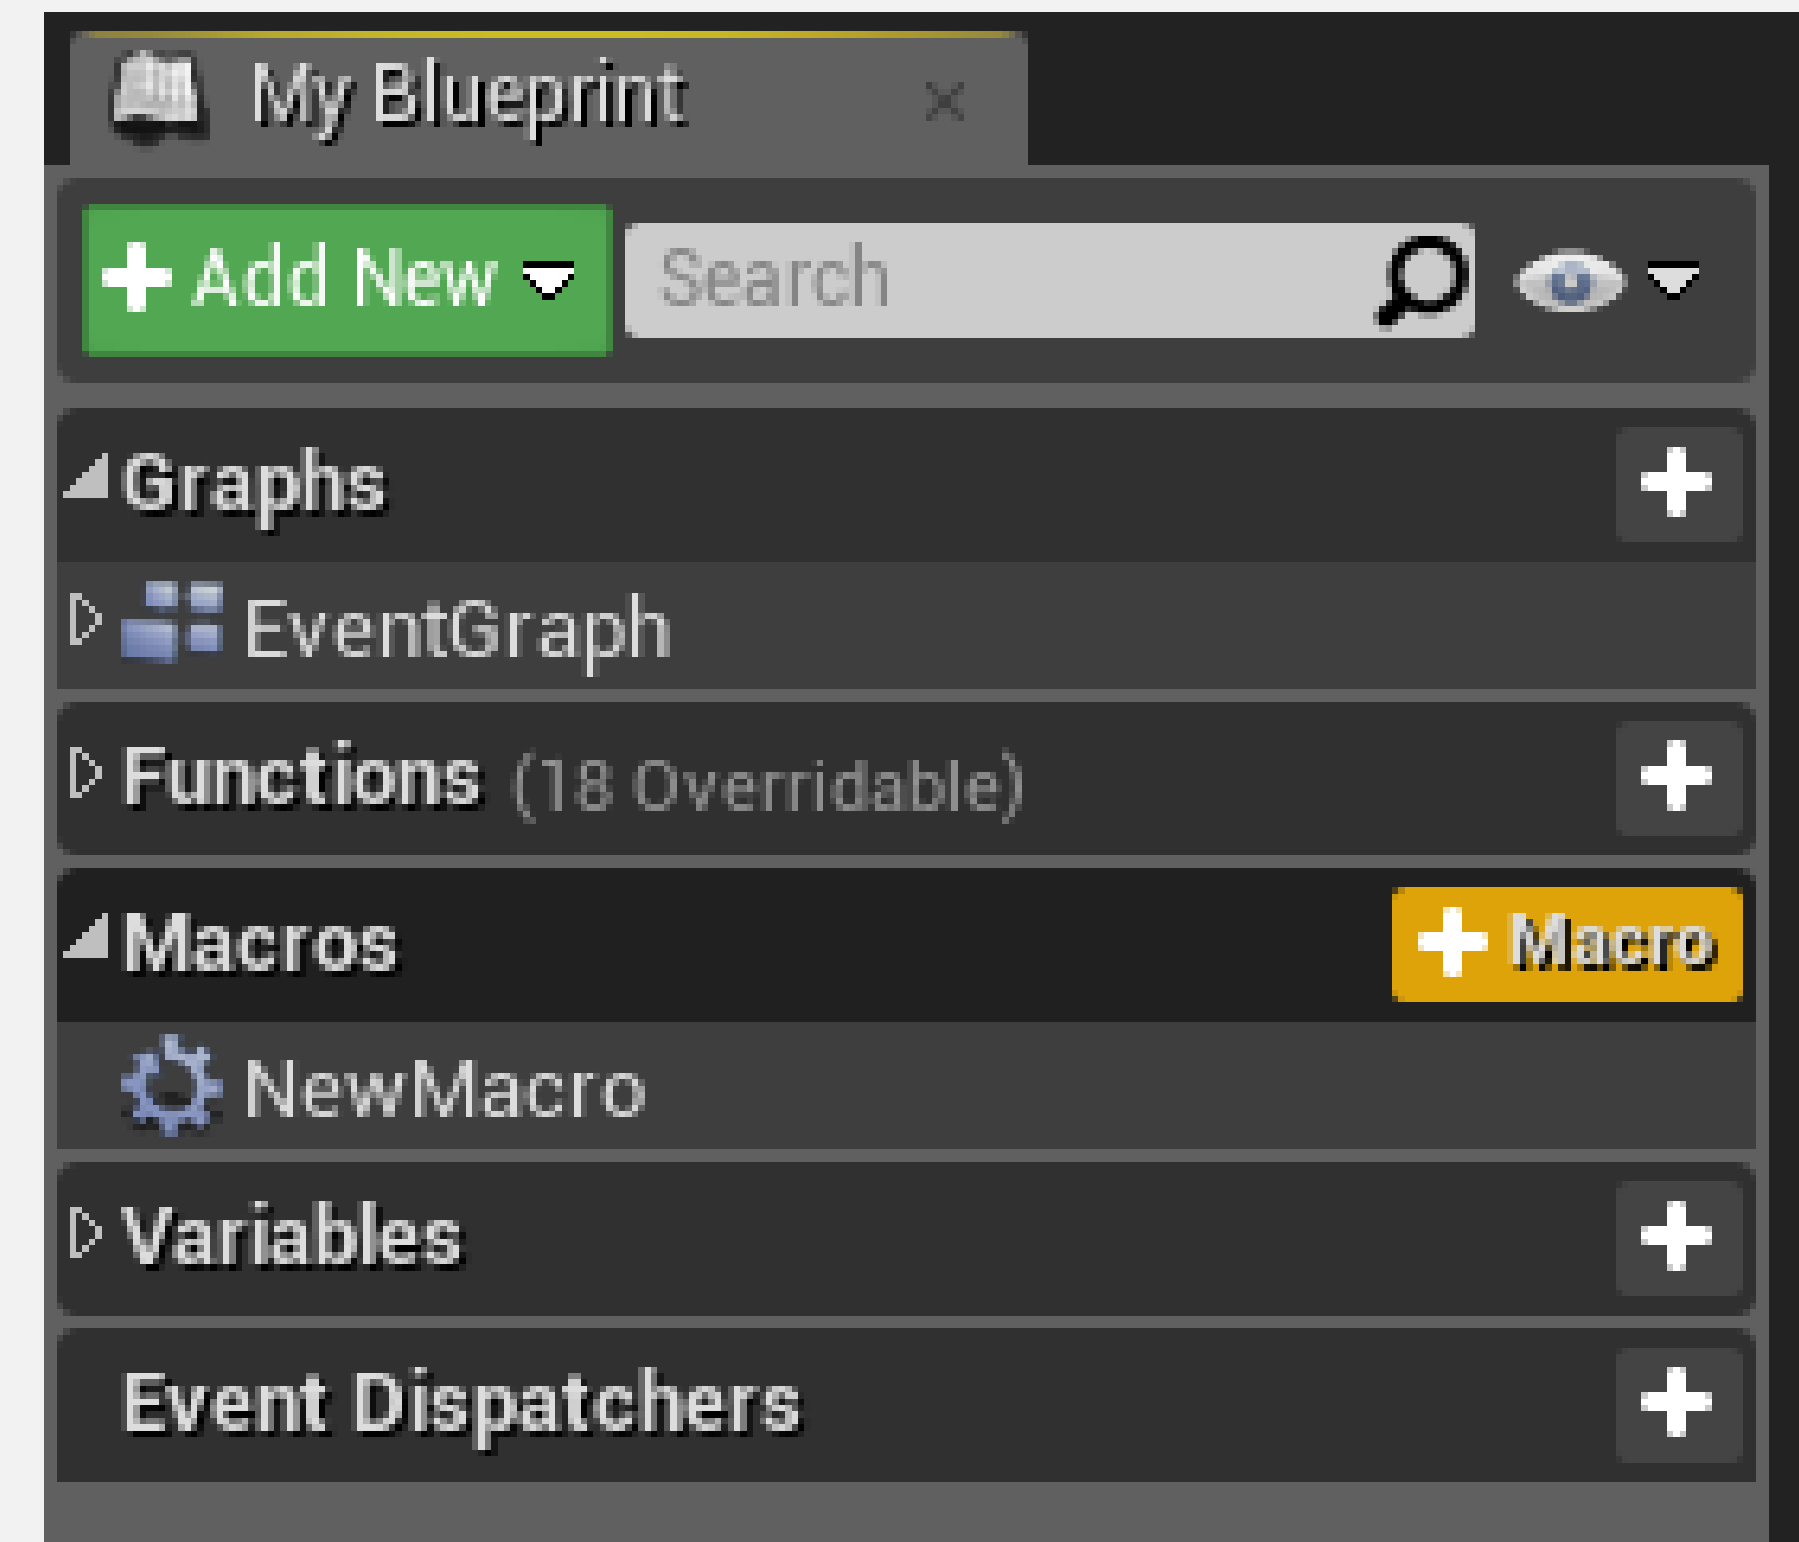 My Blueprint
Add New Search
Graphs
EventGraph
Functions (18 Overridable)
Macros Macro
NewMacro
Variables
Event Dispatchers